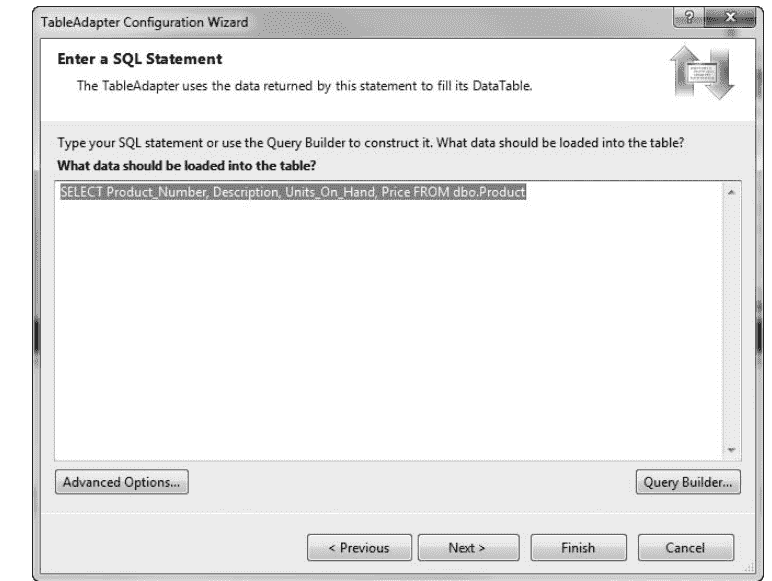 TableAdapter Configuration Wizard
Enter a SQL Statement
The TableAdapter uses the data returned by this statement to fill its DataTable.
Type your SQL statement or use the Query Builder to construct it. What data should be loaded into the table?
What data should be loaded into the table?
SELECT Product_Number, Description, Units_On_Hand, Price FROM dbo.Product
Advanced Options...
Query Builder...
< Previous
Next >
Finish
Cancel